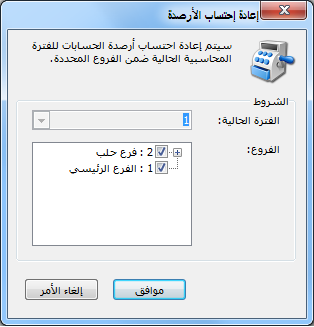 إعادة إحتساب الأرصدة
سيتم إعادة احتساب أرصدة الحسابات للفترة
المحاسبية الحالية ضمن الفروع المحددة.
الشروط
الفترة الحالية: 1
الفروع:
2 : فرع حلب
1 : الفرع الرئيسي
موافق
إلغاء الأمر